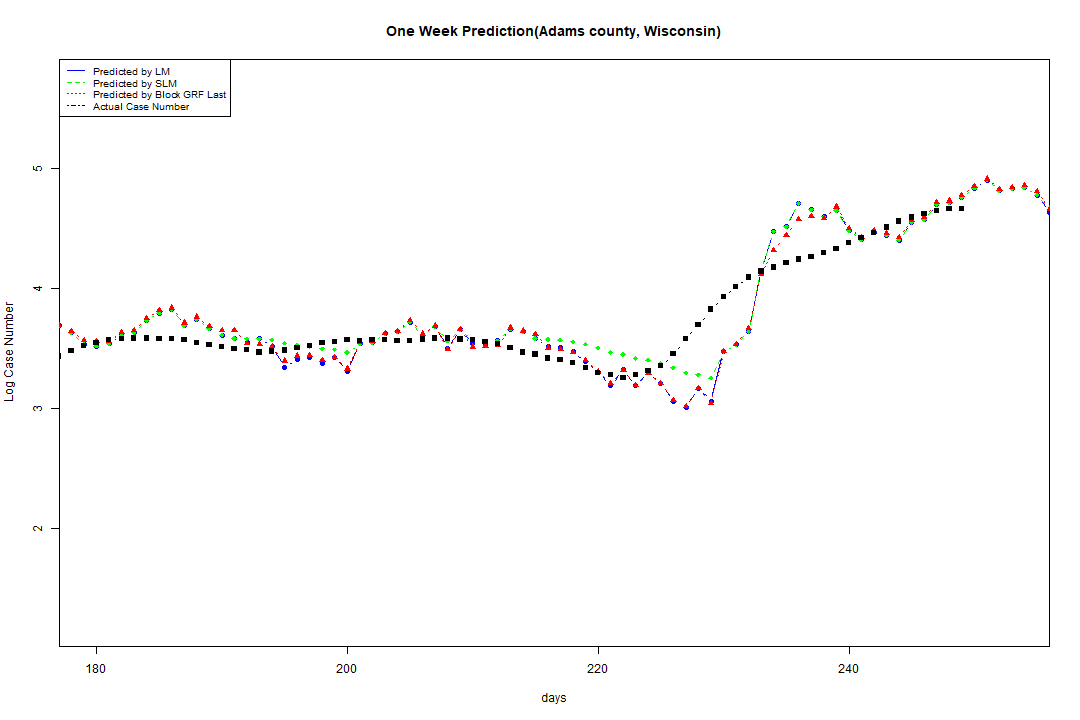 One Week Prediction(Adams county, Wisconsin)
Predicted by LM
Predicted by SLM
Predicted by Block GRF Last
Actual Case Number
5
4
3
2
Log Case Number
180 200 220 240
days